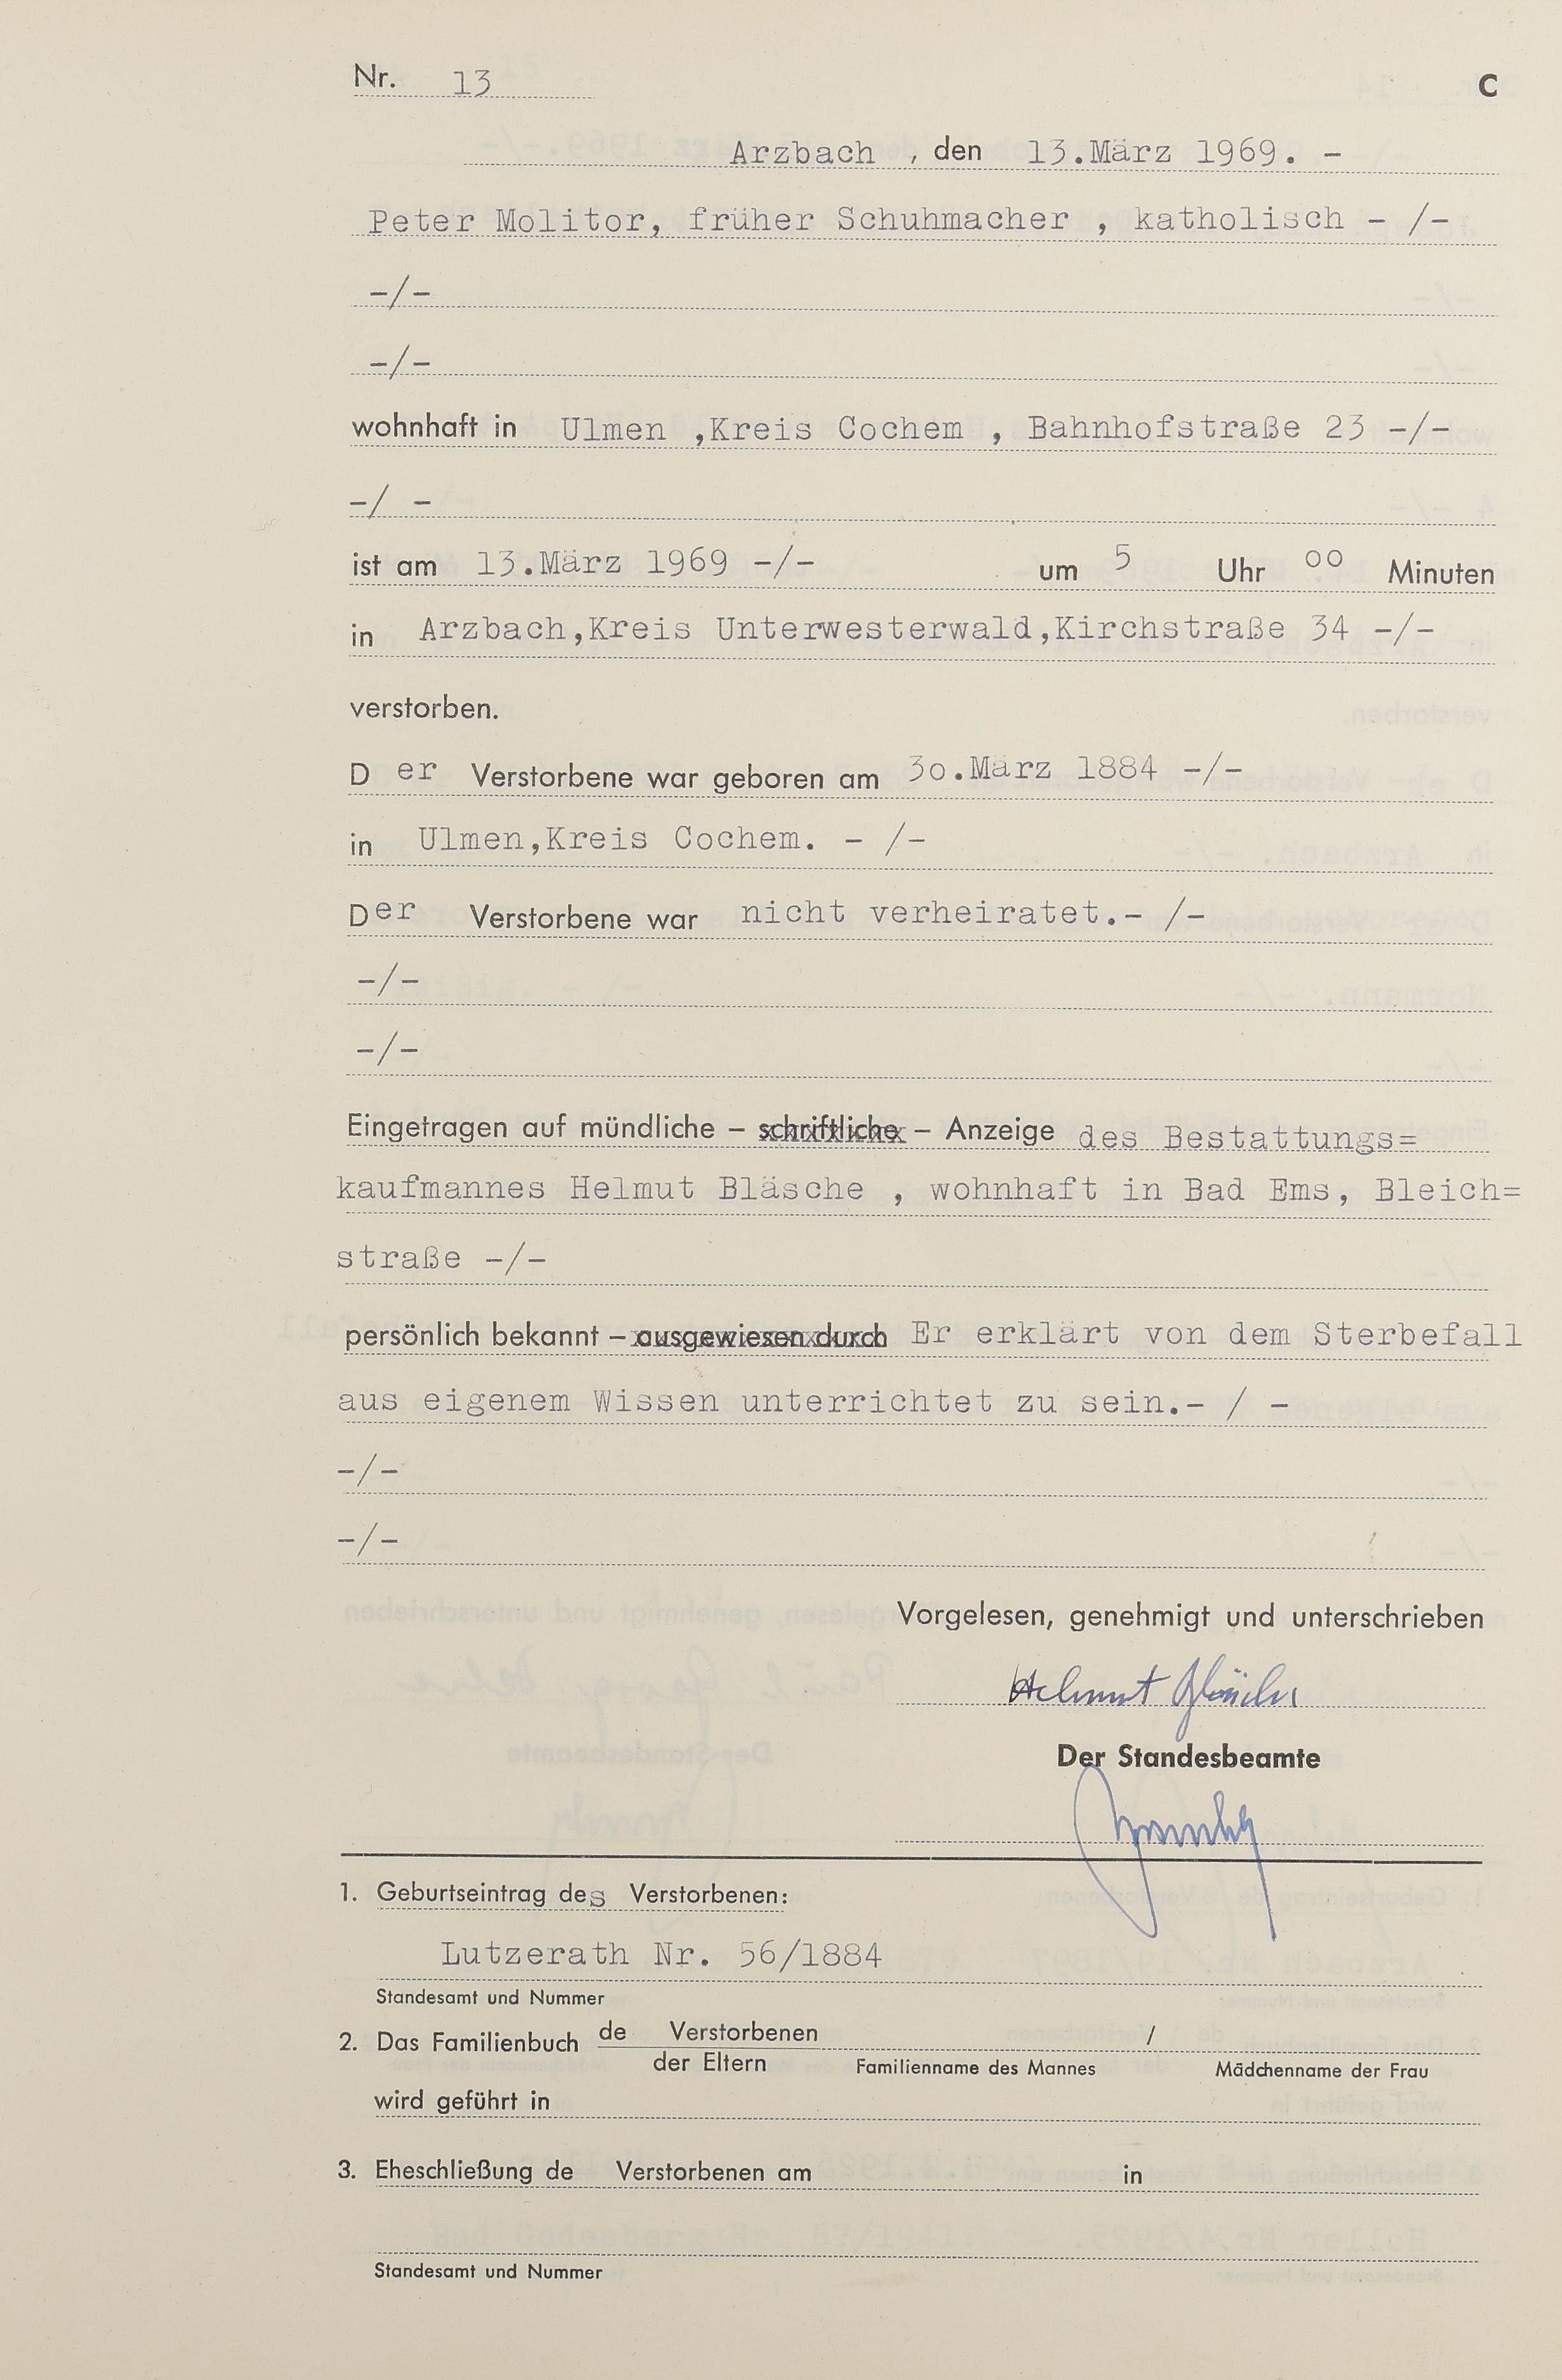 Nr. 13
C
Arzbach , den 13.März 1969. -
Peter Molitor, früher Schuhmacher , katholisch - /-
-/-
-/-
wohnhaft in Ulmen ,Kreis Cochem , Bahnhofstraße 23 -/-
-/ -
ist am 13.März 1969 -/- um 5 Uhr oo Minuten
in Arzbach,Kreis Unterwesterwald,Kirchstraße 34 -/-
verstorben.
D er Verstorbene war geboren am 3o.März 1884 -/-
in Ulmen,Kreis Cochem. - /-
Der Verstorbene war nicht verheiratet.- /-
-/-
-/-
Eingetragen auf mündliche – schriftliche – Anzeige des Bestattungs=
kaufmannes Helmut Bläsche , wohnhaft in Bad Ems, Bleich=
straße -/-
persönlich bekannt – ausgewiesen durch Er erklärt von dem Sterbefall
aus eigenem Wissen unterrichtet zu sein.- / -
-/-
-/-
Vorgelesen, genehmigt und unterschrieben
Helmut Bläsche
Der Standesbeamte
1. Geburtseintrag des Verstorbenen:
Lutzerath Nr. 56/1884
Standesamt und Nummer
2. Das Familienbuch de Verstorbenen /
der Eltern Familienname des Mannes Mädchenname der Frau
wird geführt in
3. Eheschließung de Verstorbenen am in
Standesamt und Nummer